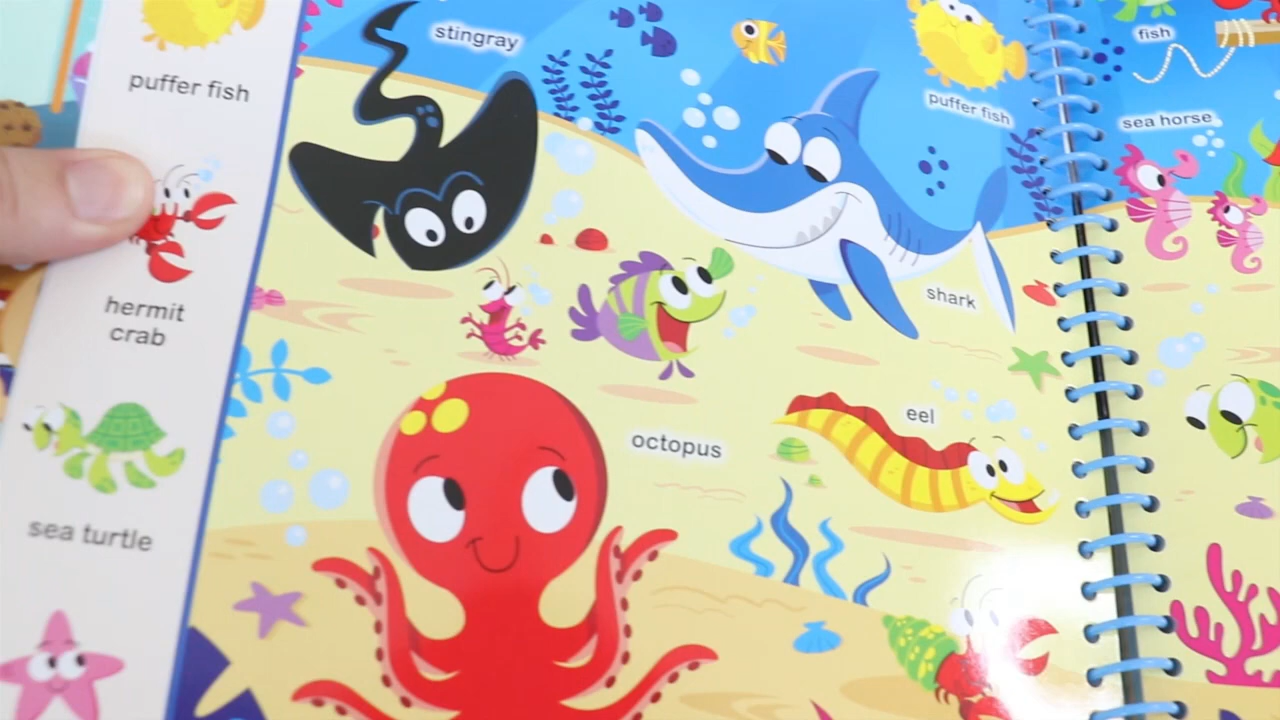 puffer fish
hermit
crab
sea turtle
stingray
puffer fish
shark
octopus
eel
fish
sea horse